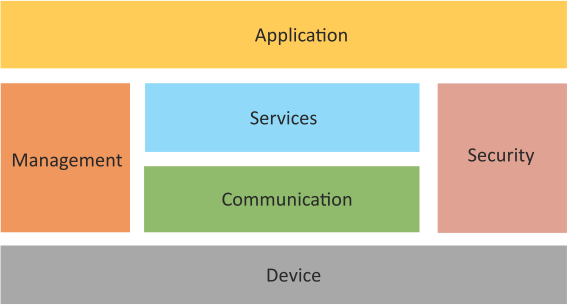 Application
Management
Services
Communication
Security
Device